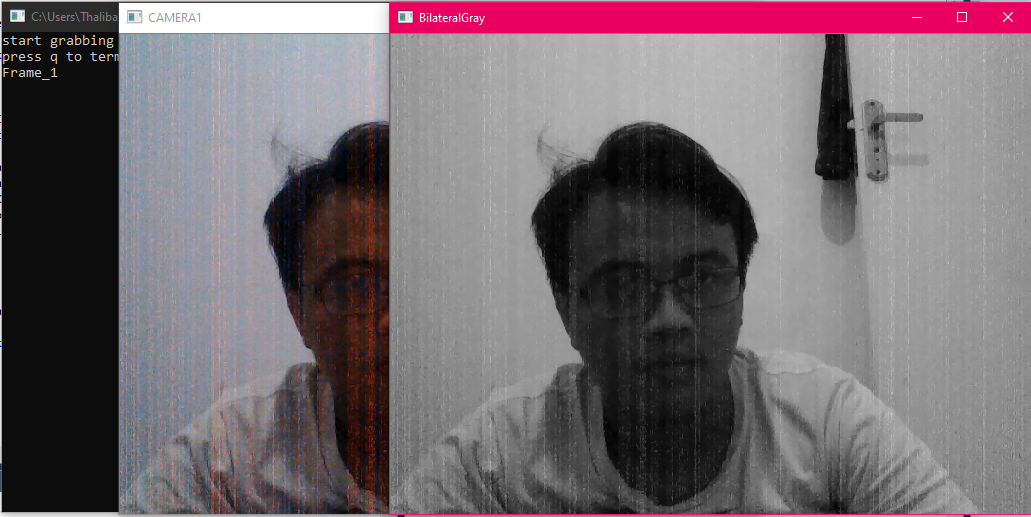 C:\Users\Thaliba
start grabbing
press q to term
Frame_1
CAMERA1
BilateralGray